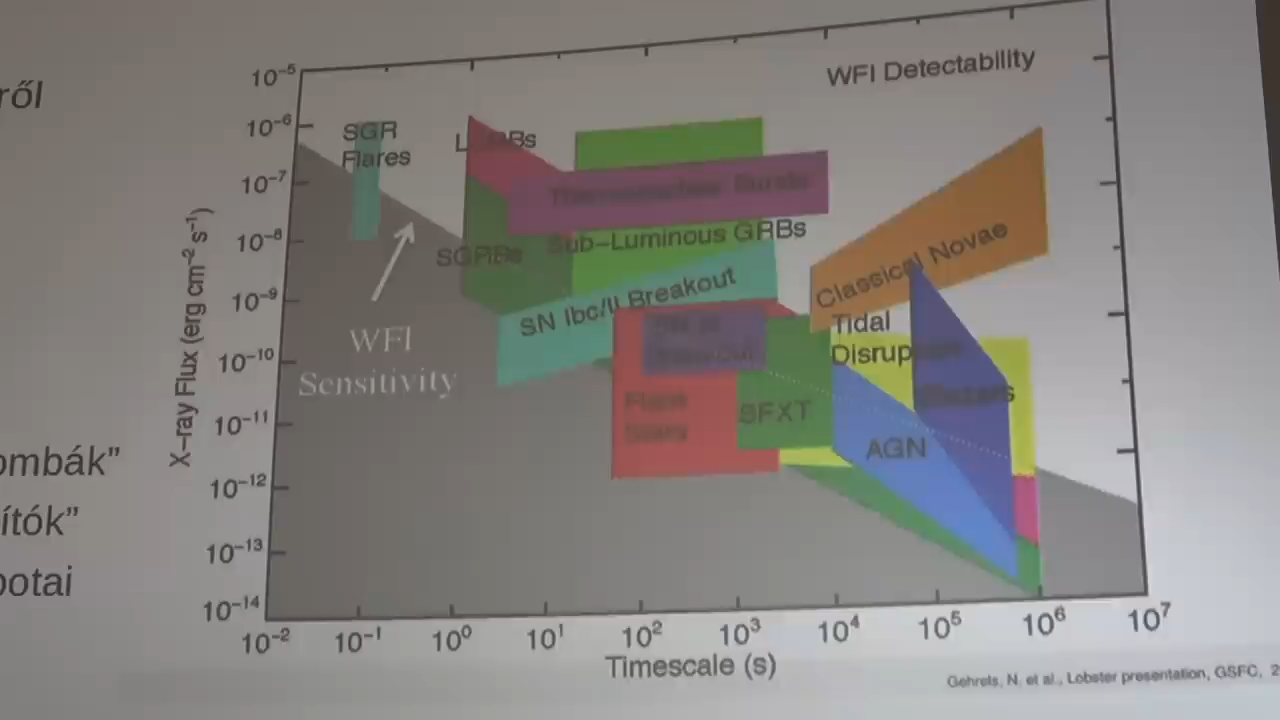 ről
ombák”
ítók”
potai
WFI Detectability
10⁻⁵
10⁻⁶
10⁻⁷
10⁻⁸
10⁻⁹
10⁻¹⁰
10⁻¹¹
10⁻¹²
10⁻¹³
10⁻¹⁴
X−ray Flux (erg cm⁻² s⁻¹)
SGR
Flares
SGRBs
Sub−Luminous GRBs
SN Ibc/II Breakout
Classical Novae
WFI
Sensitivity
Tidal
SFXT
AGN
10⁻² 10⁻¹ 10⁰ 10¹ 10² 10³ 10⁴ 10⁵ 10⁶ 10⁷
Timescale (s)
Gehrels, N. et al., Lobster presentation, GSFC, 2